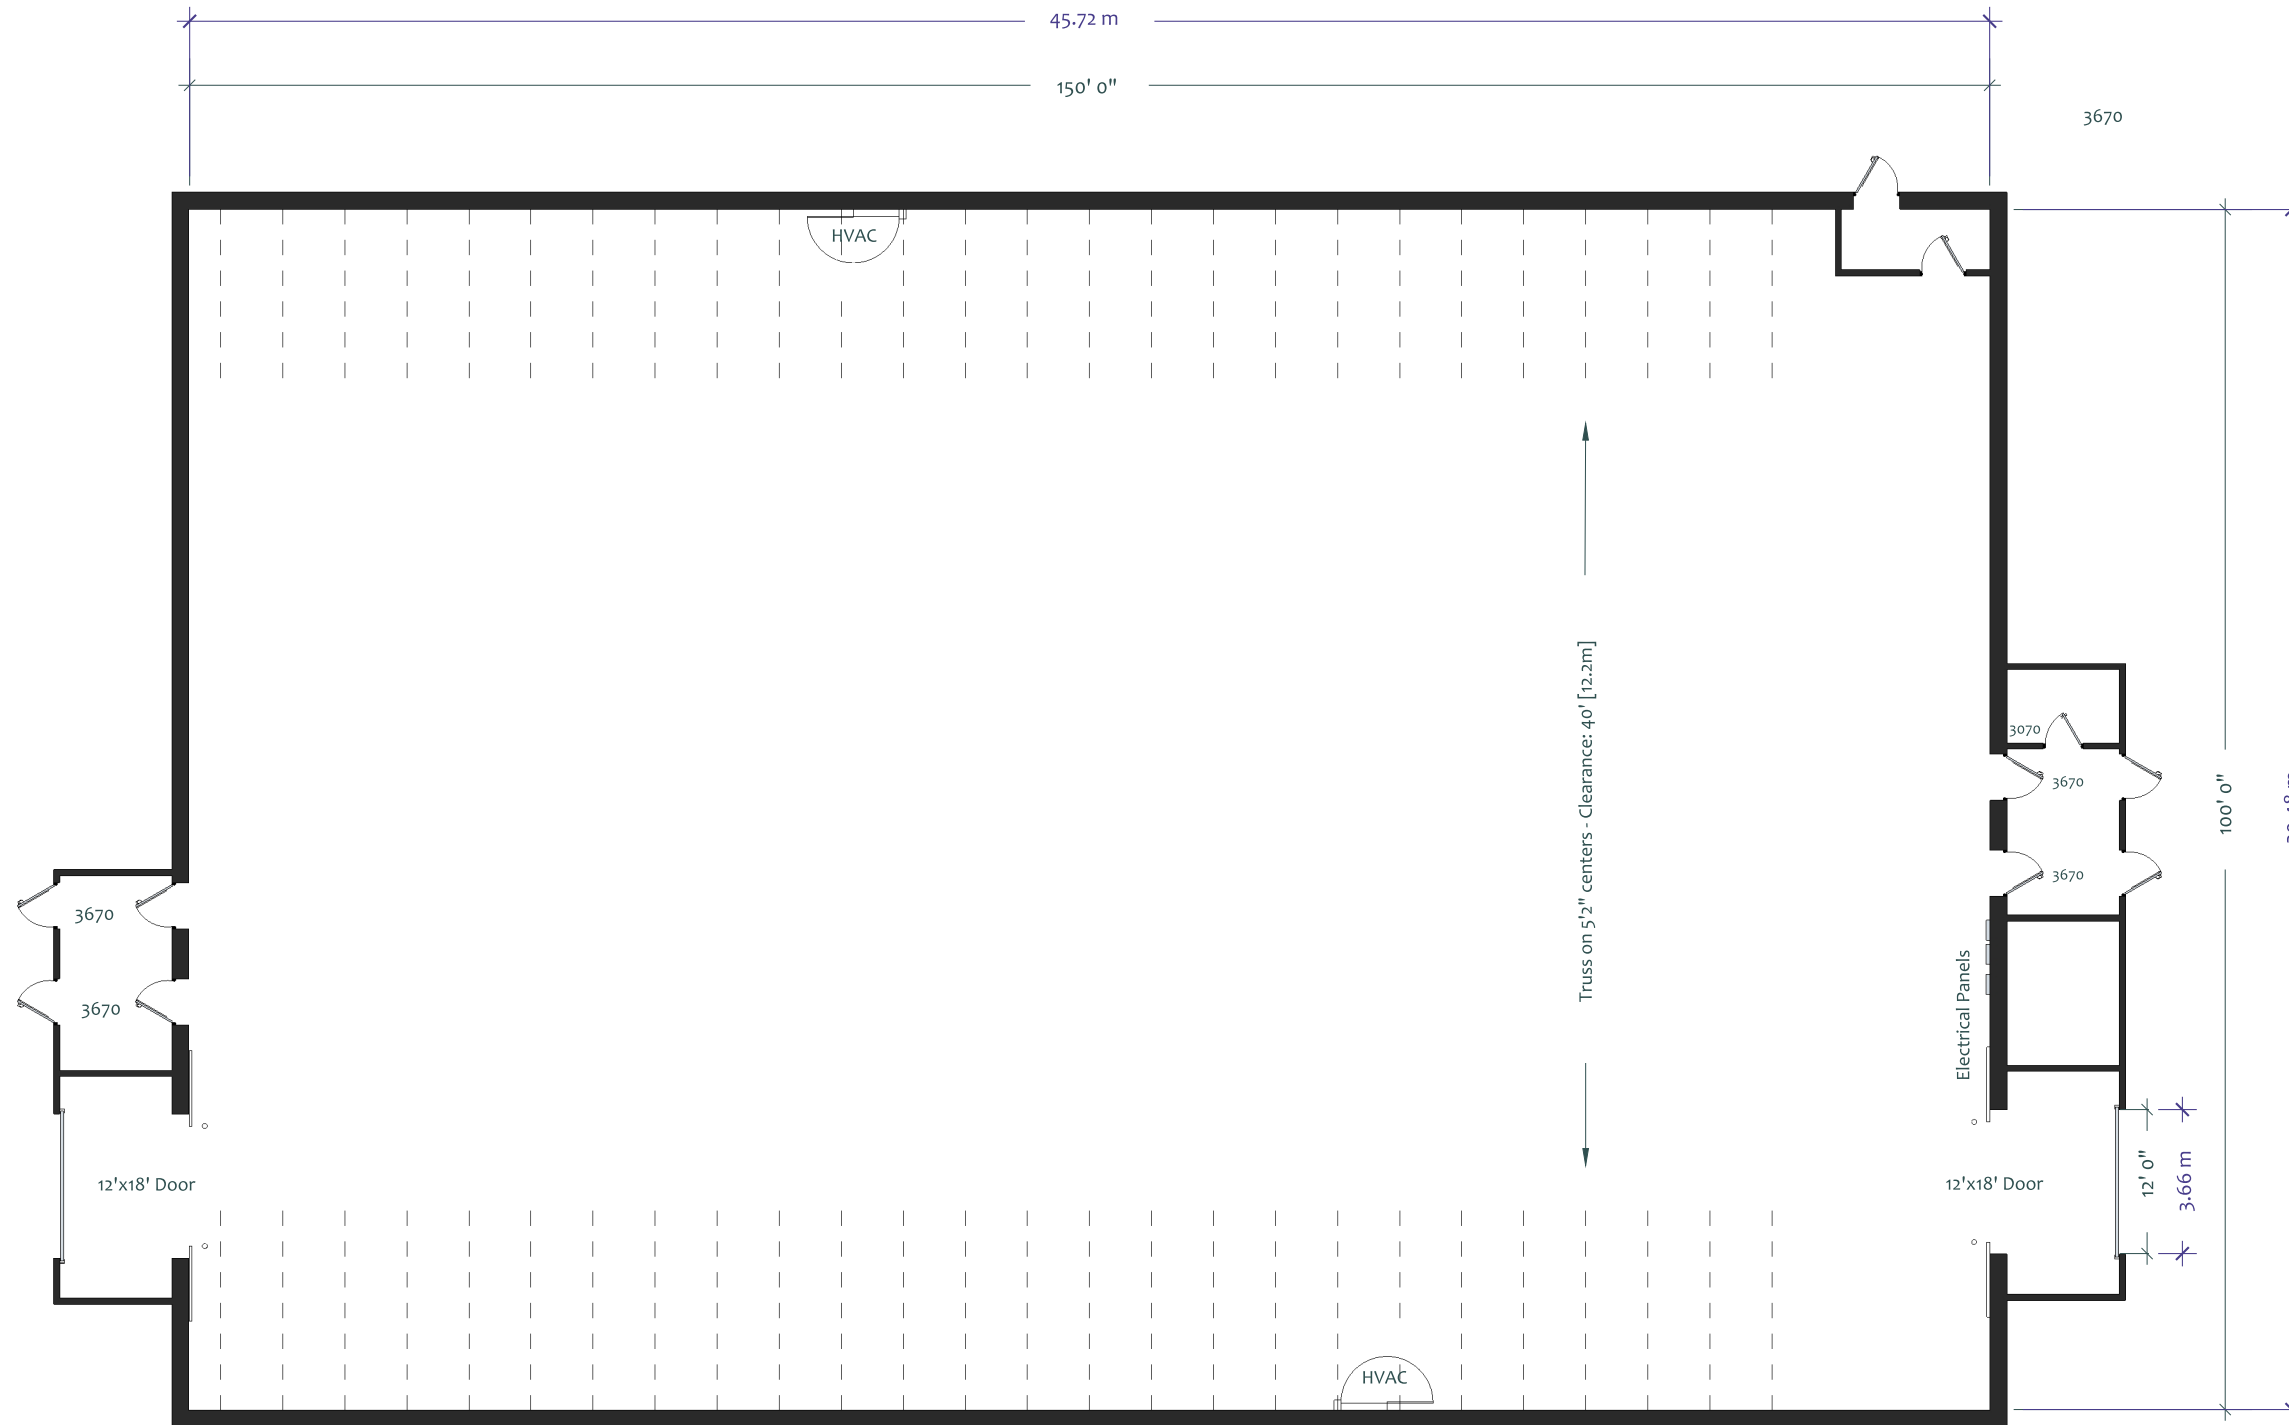 45.72 m
150' 0"
3670
HVAC
Truss on 5'2" centers - Clearance: 40' [12.2m]
3070
3670
100' 0"
3670
3670
3670
Electrical Panels
12'x18' Door
12'x18' Door
12' 0"
3.66 m
HVAC